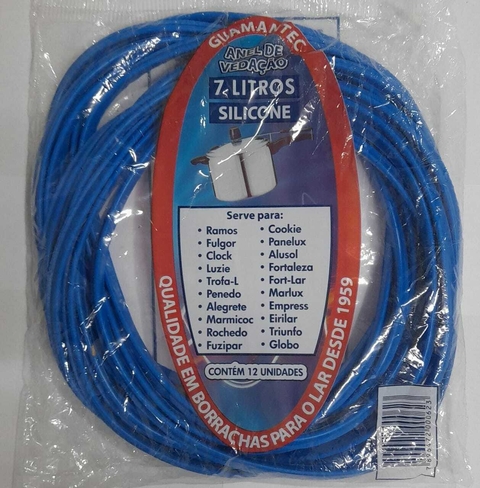 GUAMANTEC
ANEL DE
VEDAÇÃO
7 LITROS
SILICONE
Serve para:
• Ramos
• Fulgor
• Clock
• Luzie
• Trofa-L
• Penedo
• Alegrete
• Marmicoc
• Rochedo
• Fuzipar
• Cookie
• Panelux
• Alusol
• Fortaleza
• Fort-Lar
• Marlux
• Empress
• Eirilar
• Triunfo
• Globo
CONTÉM 12 UNIDADES
QUALIDADE EM BORRACHAS PARA O LAR DESDE 1959